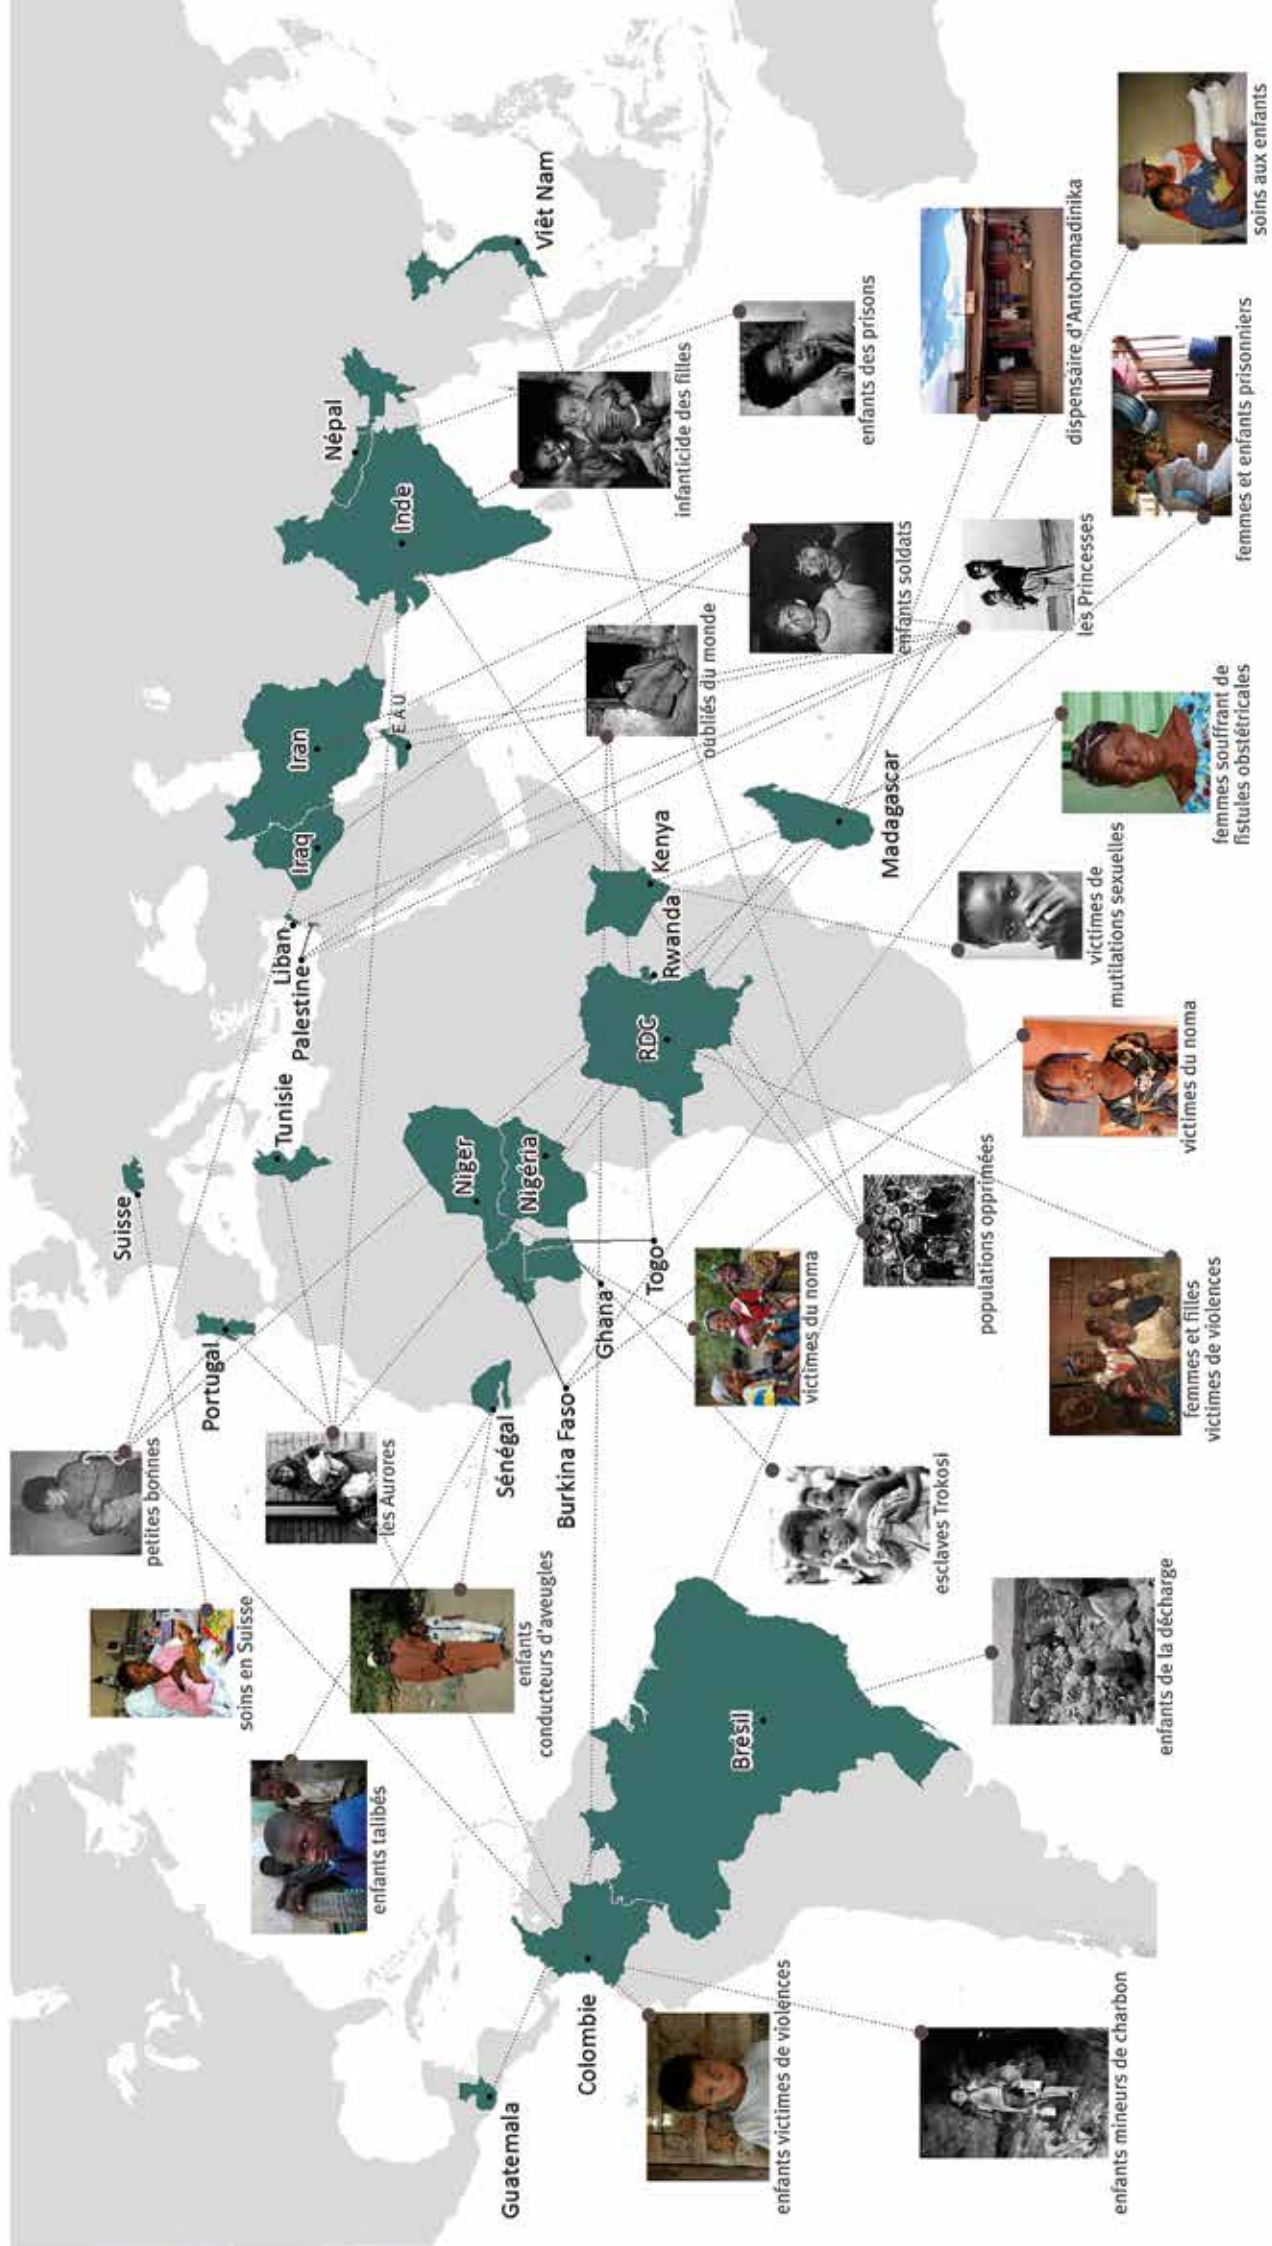 petites bonnes
soins en Suisse
enfants talibés
les Aurores
enfants
conducteurs d'aveugles
Suisse
Portugal
Tunisie
Liban
Palestine
Iraq
Iran
E A U
Népal
Inde
Viêt Nam
Guatemala
Colombie
Brésil
Sénégal
Burkina Faso
Ghana
Togo
Niger
Nigéria
RDC
Rwanda
Kenya
Madagascar
infanticide des filles
enfants des prisons
oubliés du monde
enfants soldats
les Princesses
dispensaire d'Antohomadinika
soins aux enfants
femmes et enfants prisonniers
femmes souffrant de
fistules obstétricales
victimes de
mutilations sexuelles
victimes du noma
populations opprimées
victimes du noma
femmes et filles
victimes de violences
esclaves Trokosi
enfants de la décharge
enfants victimes de violences
enfants mineurs de charbon